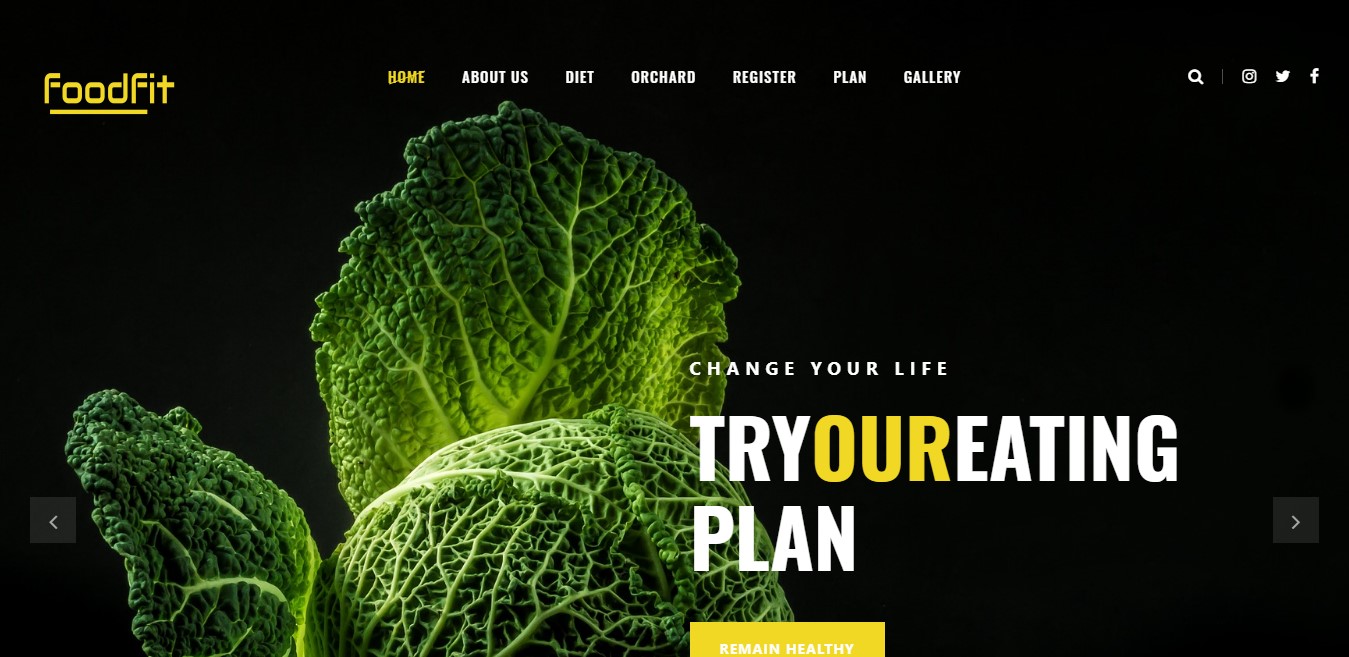 FoodFit
HOME ABOUT US DIET ORCHARD REGISTER PLAN GALLERY
CHANGE YOUR LIFE
TRYOUREATING
PLAN
REMAIN HEALTHY